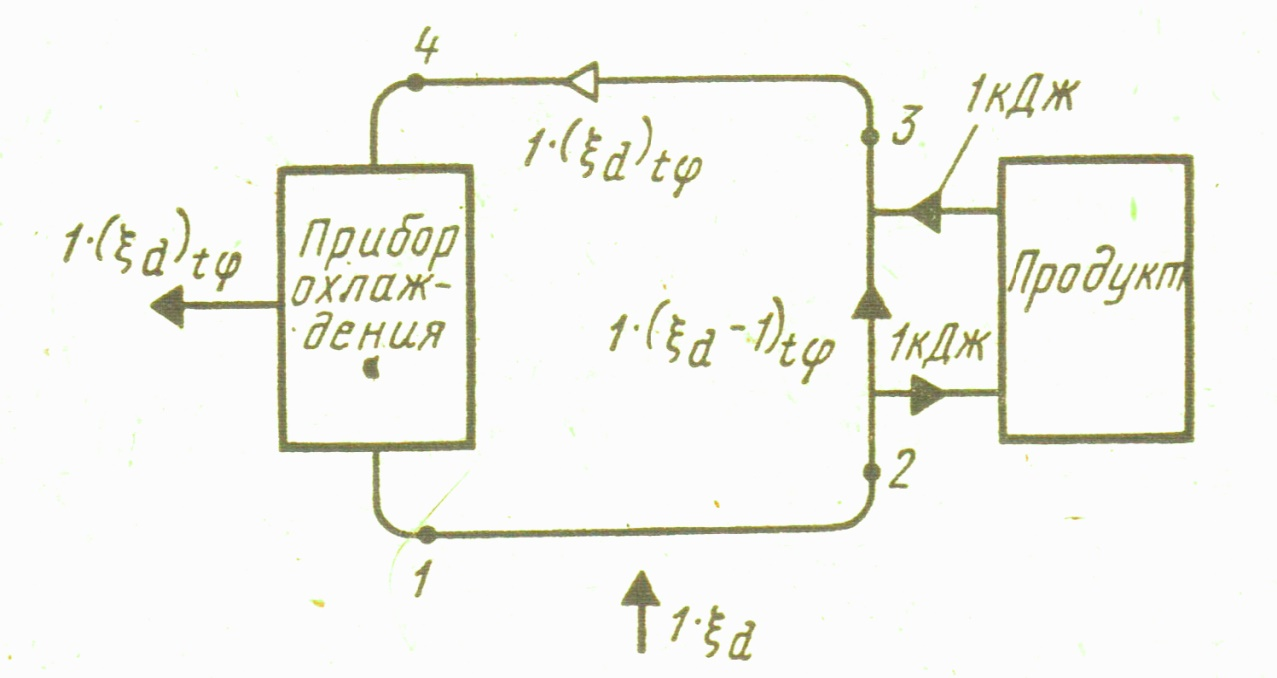 4
1кДж
3
1·(ξd)tφ
1·(ξd)tφ
Прибор
охлаж-
дения
Продукт
1·(ξd-1)tφ
1кДж
2
1
1·ξd